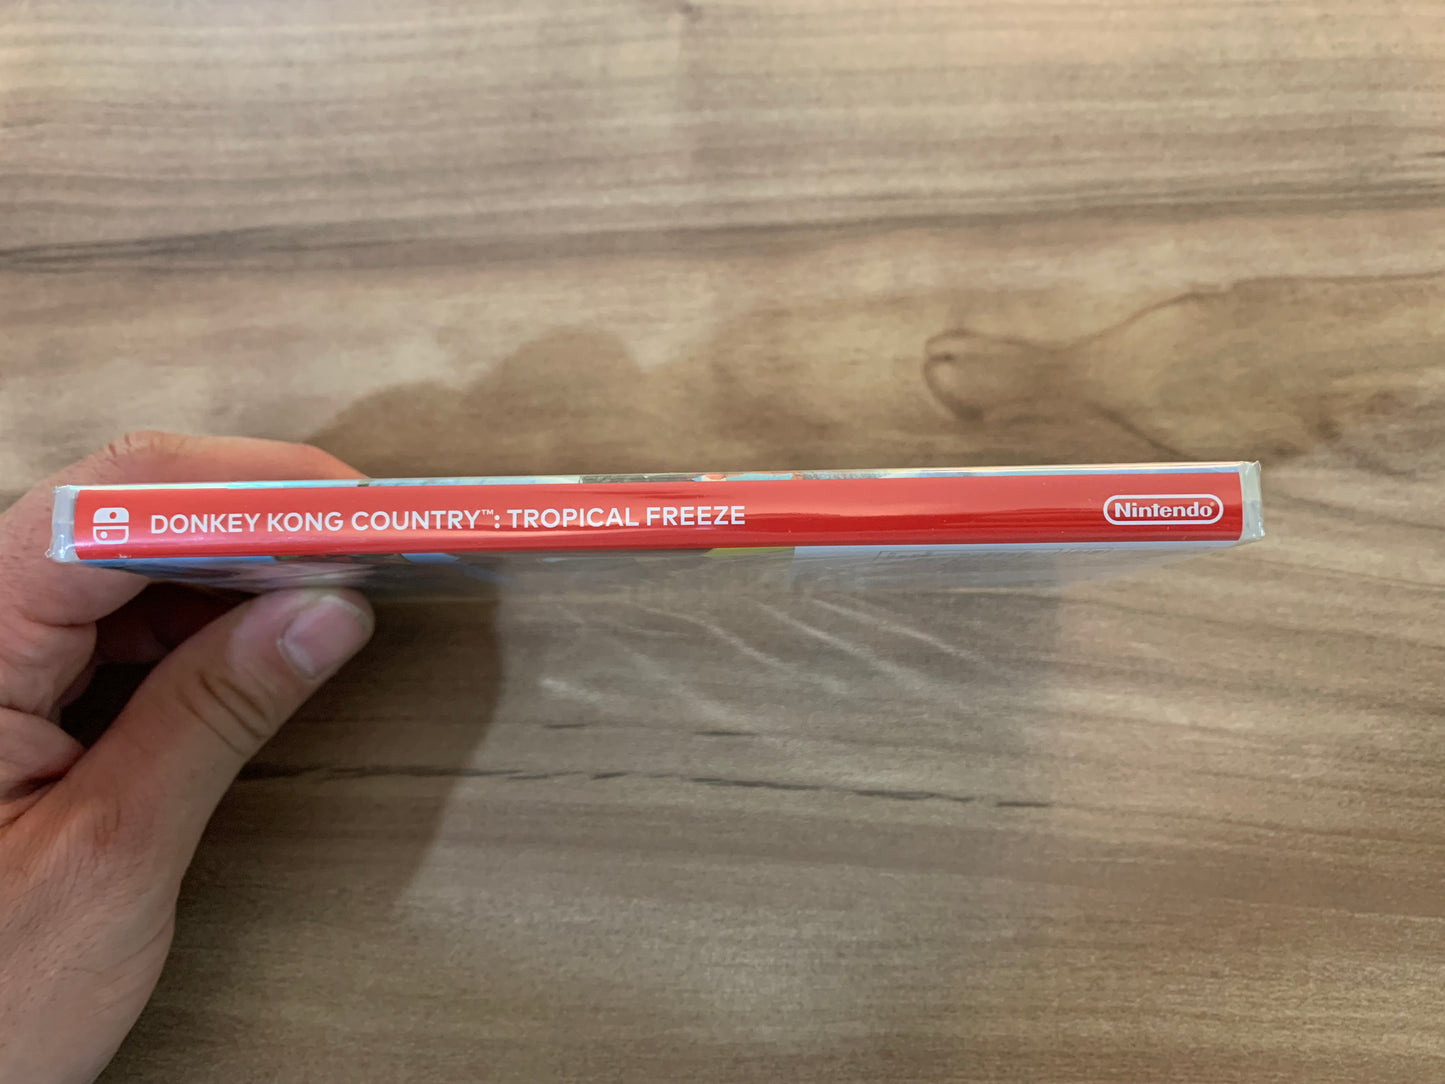 DONKEY KONG COUNTRY™: TROPICAL FREEZE
Nintendo